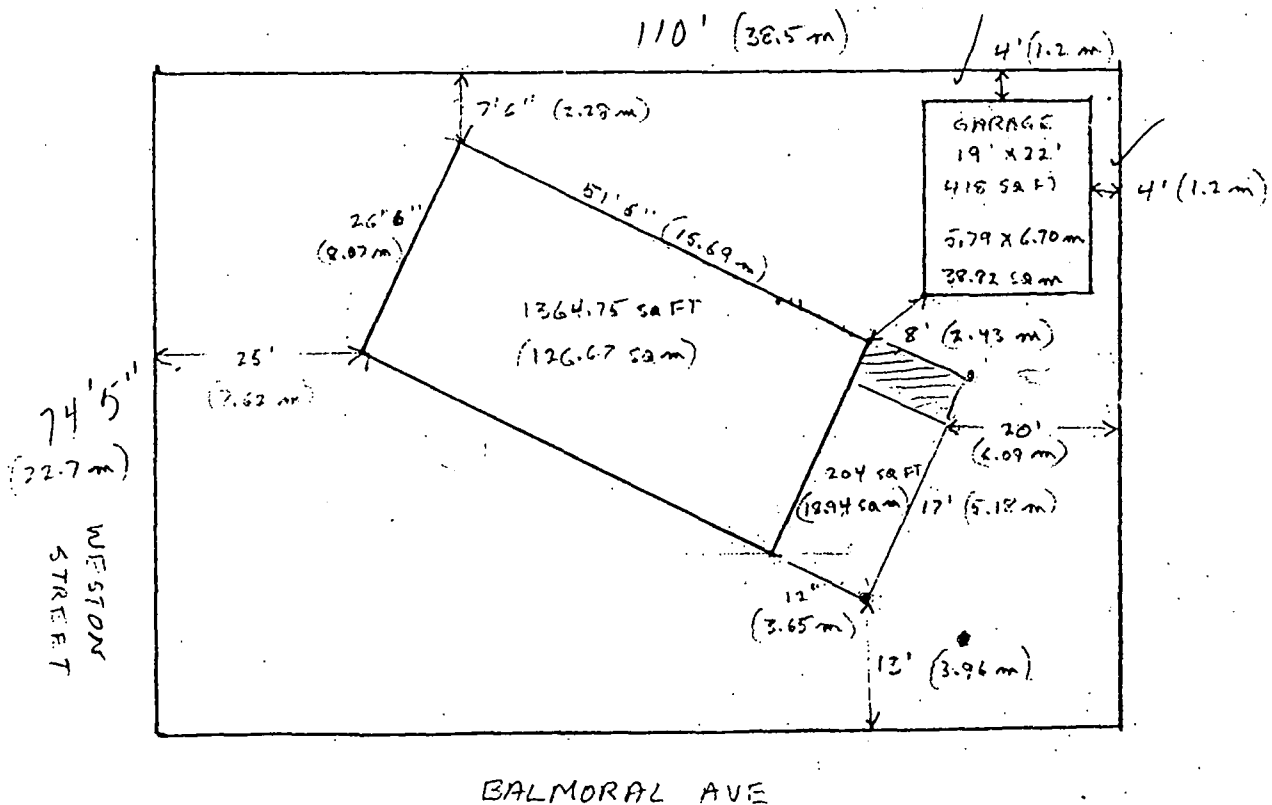 110' (38.5 m)
4' (1.2 m)
7'6" (2.28 m)
GARAGE
19' X 22'
418 SQ FT
5.79 X 6.70 m
38.82 SQ m
4' (1.2 m)
51'6"
(15.69 m)
26'6"
(8.07 m)
1364.75 SQ FT
(126.67 SQ m)
8' (2.43 m)
25'
(7.62 m)
74'5"
(22.7 m)
20'
(6.09 m)
204 SQ FT
(18.94 SQ m)
17' (5.18 m)
12"
(3.65 m)
13' (3.96 m)
WESTON
STREET
BALMORAL AVE